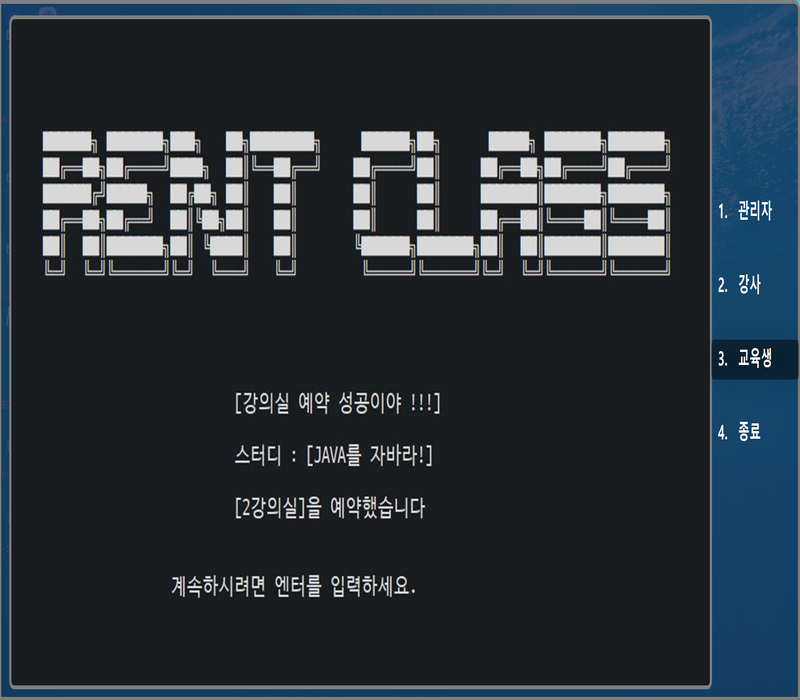 RENT CLASS
[강의실 예약 성공이야 !!!]
스터디 : [JAVA를 자바라!]
[2강의실]을 예약했습니다
계속하시려면 엔터를 입력하세요.
1. 관리자
2. 강사
3. 교육생
4. 종료